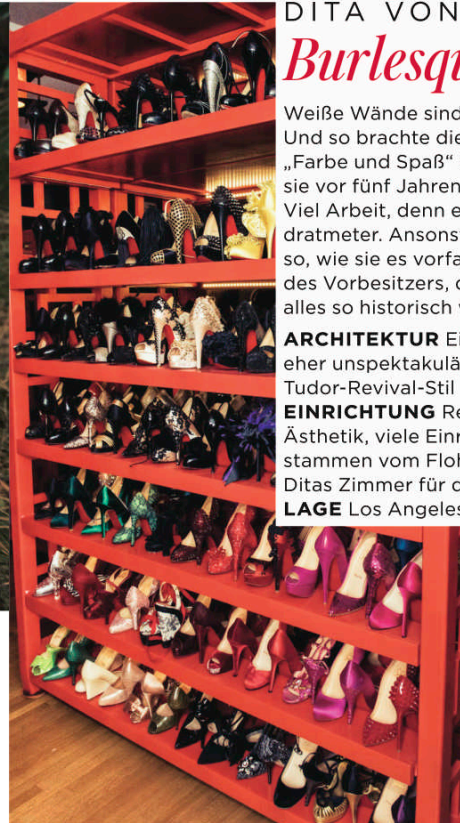 DITA VON
Burlesqu
Weiße Wände sind
Und so brachte die
„Farbe und Spaß“
sie vor fünf Jahren
Viel Arbeit, denn e
dratmeter. Ansons
so, wie sie es vorfa
des Vorbesitzers, 
alles so historisch
ARCHITEKTUR Ei
eher unspektakulä
Tudor-Revival-Stil
EINRICHTUNG Re
Ästhetik, viele Einr
stammen vom Floh
Ditas Zimmer für d
LAGE Los Angeles